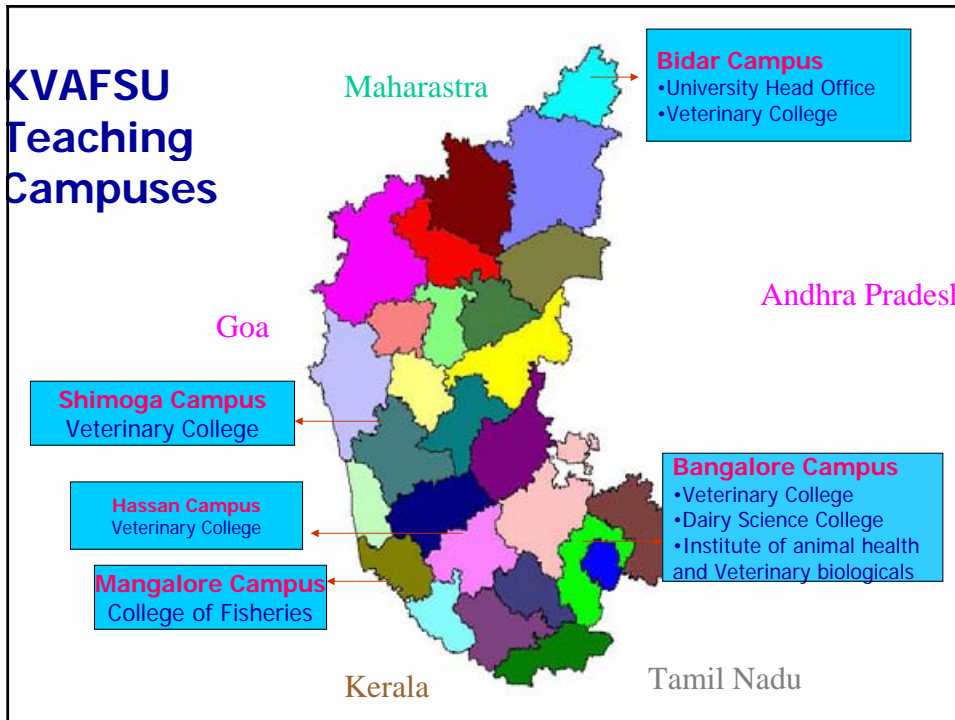 KVAFSU
Teaching
Campuses
Maharastra
Bidar Campus
•University Head Office
•Veterinary College
Andhra Pradesh
Goa
Shimoga Campus
Veterinary College
Hassan Campus
Veterinary College
Mangalore Campus
College of Fisheries
Bangalore Campus
•Veterinary College
•Dairy Science College
•Institute of animal health
and Veterinary biologicals
Kerala
Tamil Nadu